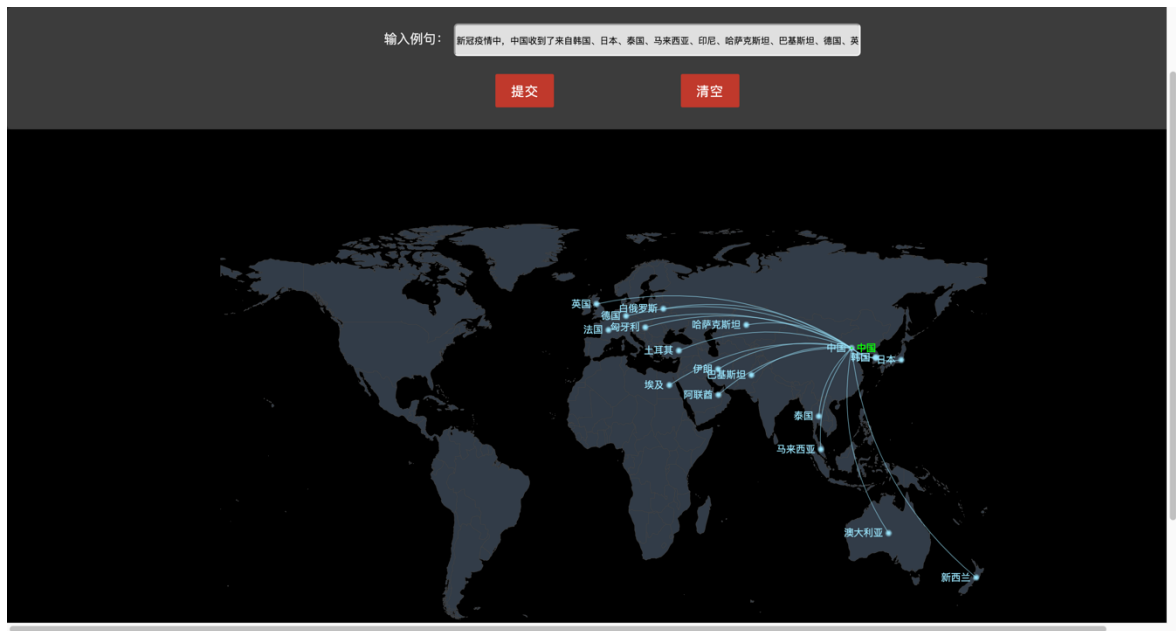 输入例句：
新冠疫情中，中国收到了来自韩国、日本、泰国、马来西亚、印尼、哈萨克斯坦、巴基斯坦、德国、英
提交
清空
英国
白俄罗斯
德国
法国
匈牙利
哈萨克斯坦
土耳其
中国
中国
韩国
日本
伊朗
巴基斯坦
埃及
阿联酋
泰国
马来西亚
澳大利亚
新西兰